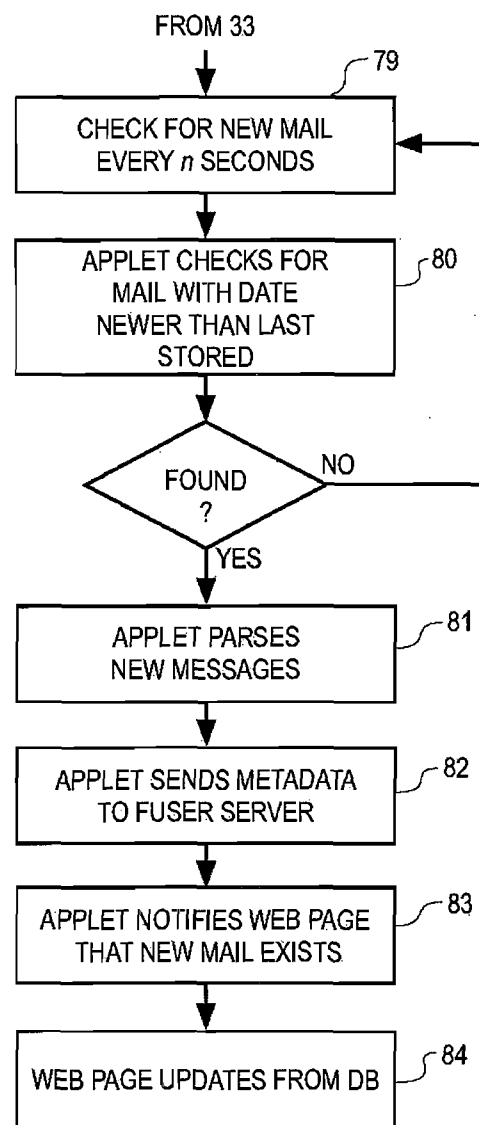 FROM 33
79
CHECK FOR NEW MAIL
EVERY n SECONDS
80
APPLET CHECKS FOR
MAIL WITH DATE
NEWER THAN LAST
STORED
FOUND
?
NO
YES
81
APPLET PARSES
NEW MESSAGES
82
APPLET SENDS METADATA
TO FUSER SERVER
83
APPLET NOTIFIES WEB PAGE
THAT NEW MAIL EXISTS
84
WEB PAGE UPDATES FROM DB